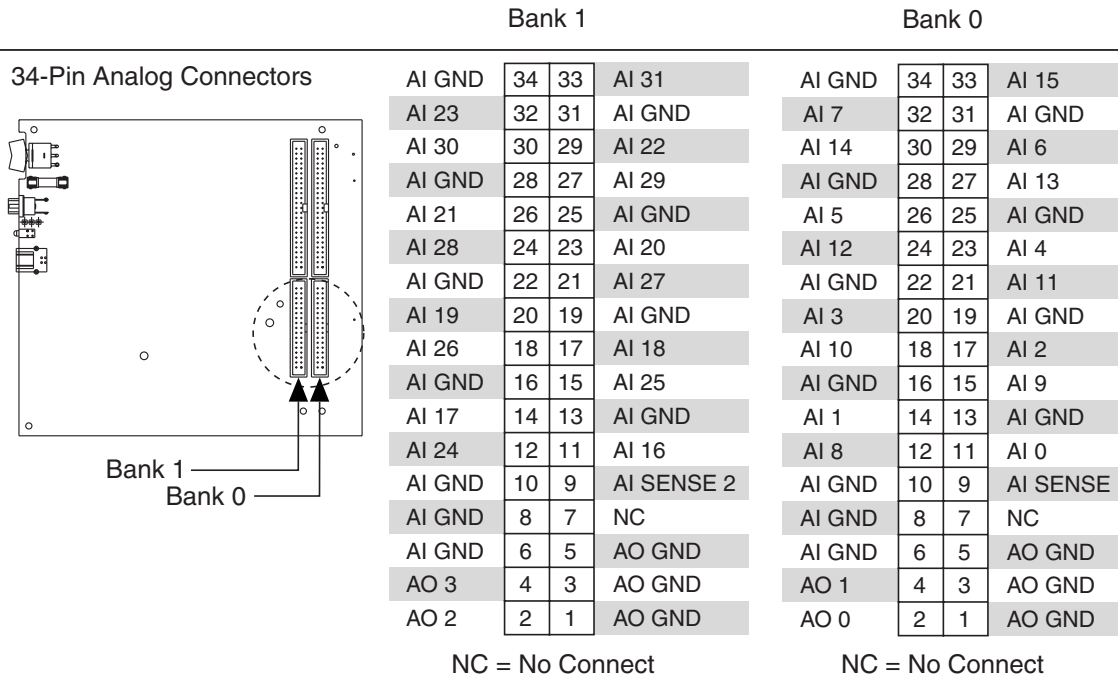 Bank 1 Bank 0
34-Pin Analog Connectors
AI GND 34 33 AI 31
AI 23 32 31 AI GND
AI 30 30 29 AI 22
AI GND 28 27 AI 29
AI 21 26 25 AI GND
AI 28 24 23 AI 20
AI GND 22 21 AI 27
AI 19 20 19 AI GND
AI 26 18 17 AI 18
AI GND 16 15 AI 25
AI 17 14 13 AI GND
AI 24 12 11 AI 16
AI GND 10 9 AI SENSE 2
AI GND 8 7 NC
AI GND 6 5 AO GND
AO 3 4 3 AO GND
AO 2 2 1 AO GND
NC = No Connect
AI GND 34 33 AI 15
AI 7 32 31 AI GND
AI 14 30 29 AI 6
AI GND 28 27 AI 13
AI 5 26 25 AI GND
AI 12 24 23 AI 4
AI GND 22 21 AI 11
AI 3 20 19 AI GND
AI 10 18 17 AI 2
AI GND 16 15 AI 9
AI 1 14 13 AI GND
AI 8 12 11 AI 0
AI GND 10 9 AI SENSE
AI GND 8 7 NC
AI GND 6 5 AO GND
AO 1 4 3 AO GND
AO 0 2 1 AO GND
NC = No Connect
Bank 1
Bank 0